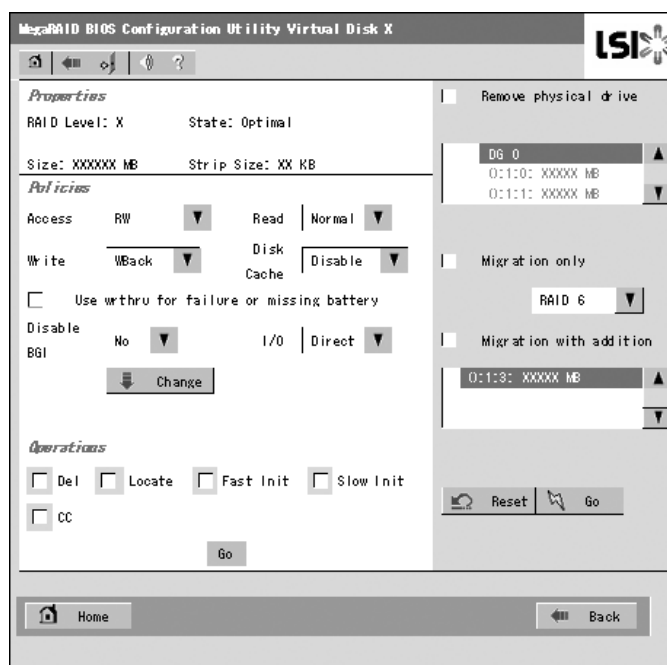 MegaRAID BIOS Configuration Utility Virtual Disk X
LSI
?
Properties
RAID Level: X State: Optimal
Size: XXXXXX MB Strip Size: XX KB
Policies
Access RW Read Normal
Write WBack Disk Cache Disable
Use wrthru for failure or missing battery
Disable BGI No I/O Direct
Change
Operations
Del Locate Fast Init Slow Init
CC
Go
Remove physical drive
DG 0
0:1:0: XXXXX MB
0:1:1: XXXXX MB
Migration only
RAID 6
Migration with addition
0:1:3: XXXXX MB
Reset Go
Home Back